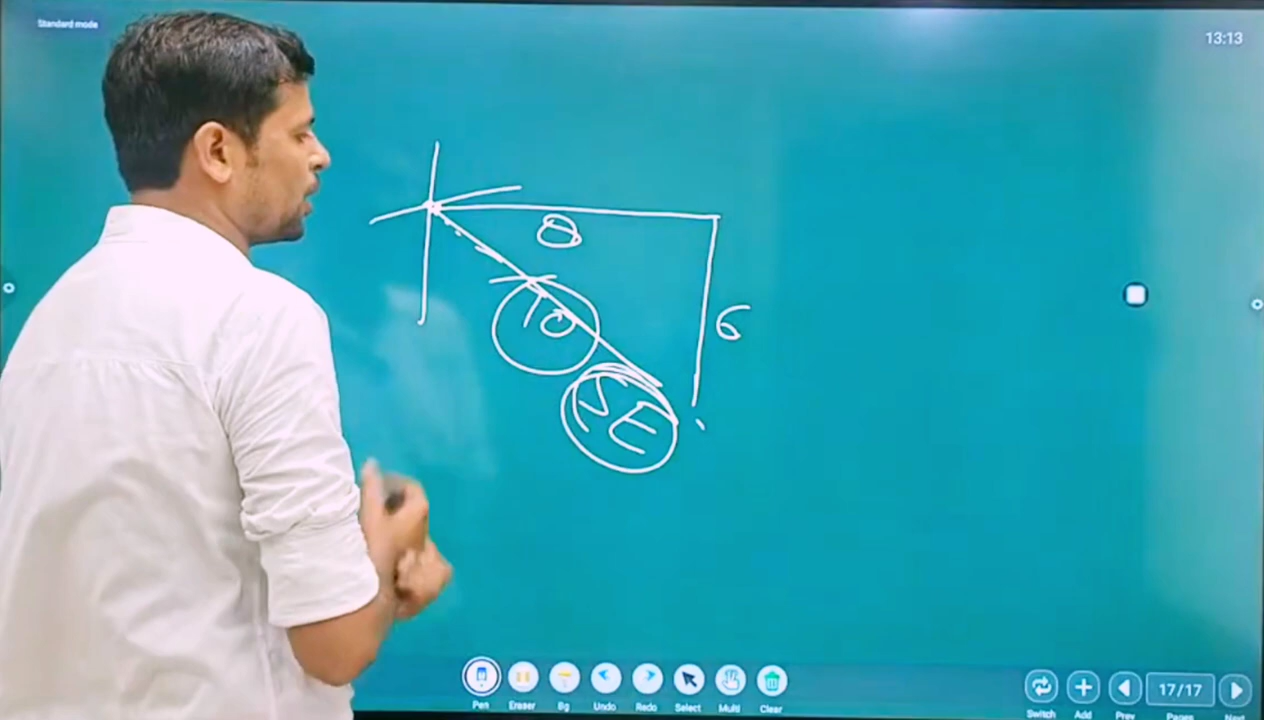 Standard mode
13:13
8
6
10
SE
Pen
Eraser
Bg
Undo
Redo
Select
Multi
Clear
Switch
Add
Prev
17/17
Pages
Next